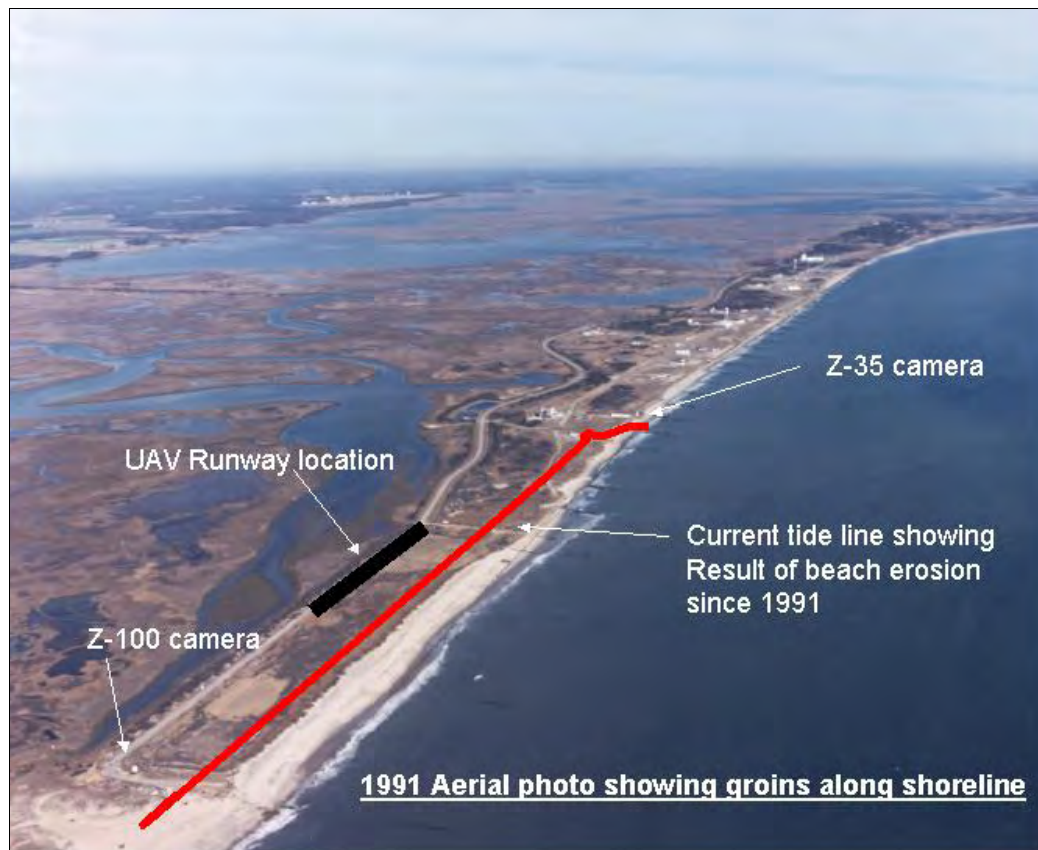 Z-35 camera
UAV Runway location
Current tide line showing
Result of beach erosion
since 1991
Z-100 camera
1991 Aerial photo showing groins along shoreline